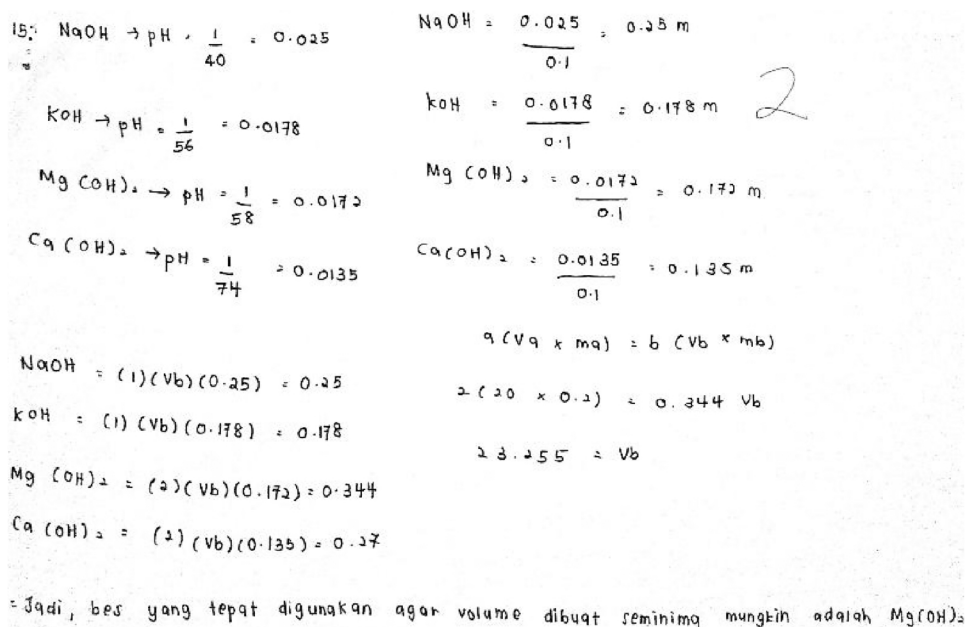 15. NaOH → pH = 1/40 = 0.025
KOH → pH = 1/56 = 0.0178
Mg(OH)₂ → pH = 1/58 = 0.0172
Ca(OH)₂ → pH = 1/74 = 0.0135
NaOH = 0.025/0.1 = 0.25 m
KOH = 0.0178/0.1 = 0.178 m
2
Mg(OH)₂ = 0.0172/0.1 = 0.172 m
Ca(OH)₂ = 0.0135/0.1 = 0.135 m
NaOH = (1)(Vb)(0.25) = 0.25
KOH = (1)(Vb)(0.178) = 0.178
Mg(OH)₂ = (2)(Vb)(0.172) = 0.344
Ca(OH)₂ = (2)(Vb)(0.135) = 0.27
a(Va × ma) = b(Vb × mb)
2(20 × 0.2) = 0.344 Vb
23.255 = Vb
= Jadi, bes yang tepat digunakan agar volume dibuat seminima mungkin adalah Mg(OH)₂